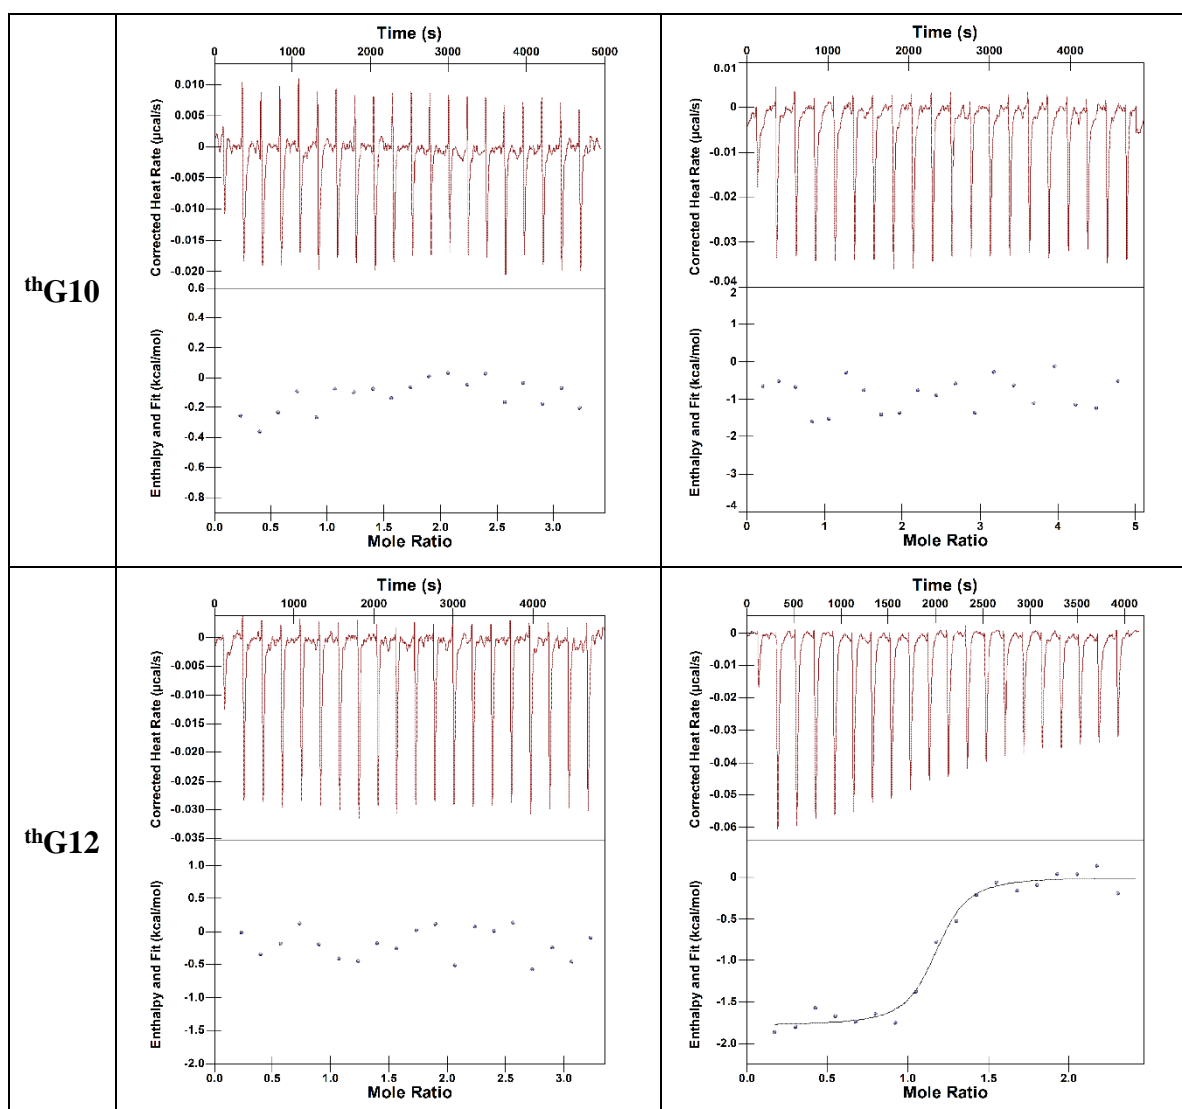 thG10
Time (s)
0 1000 2000 3000 4000 5000
Corrected Heat Rate (µcal/s)
0.010
0.005
0
-0.005
-0.010
-0.015
-0.020
Enthalpy and Fit (kcal/mol)
0.6
0.4
0.2
0
-0.2
-0.4
-0.6
-0.8
0.0 0.5 1.0 1.5 2.0 2.5 3.0
Mole Ratio
Time (s)
0 1000 2000 3000 4000
Corrected Heat Rate (µcal/s)
0.01
0
-0.01
-0.02
-0.03
-0.04
Enthalpy and Fit (kcal/mol)
2
1
0
-1
-2
-3
-4
0 1 2 3 4 5
Mole Ratio
thG12
Time (s)
0 1000 2000 3000 4000
Corrected Heat Rate (µcal/s)
0
-0.005
-0.010
-0.015
-0.020
-0.025
-0.030
-0.035
Enthalpy and Fit (kcal/mol)
1.0
0.5
0
-0.5
-1.0
-1.5
-2.0
0.0 0.5 1.0 1.5 2.0 2.5 3.0
Mole Ratio
Time (s)
0 500 1000 1500 2000 2500 3000 3500 4000
Corrected Heat Rate (µcal/s)
0
-0.01
-0.02
-0.03
-0.04
-0.05
-0.06
Enthalpy and Fit (kcal/mol)
0
-0.5
-1.0
-1.5
-2.0
0.0 0.5 1.0 1.5 2.0
Mole Ratio